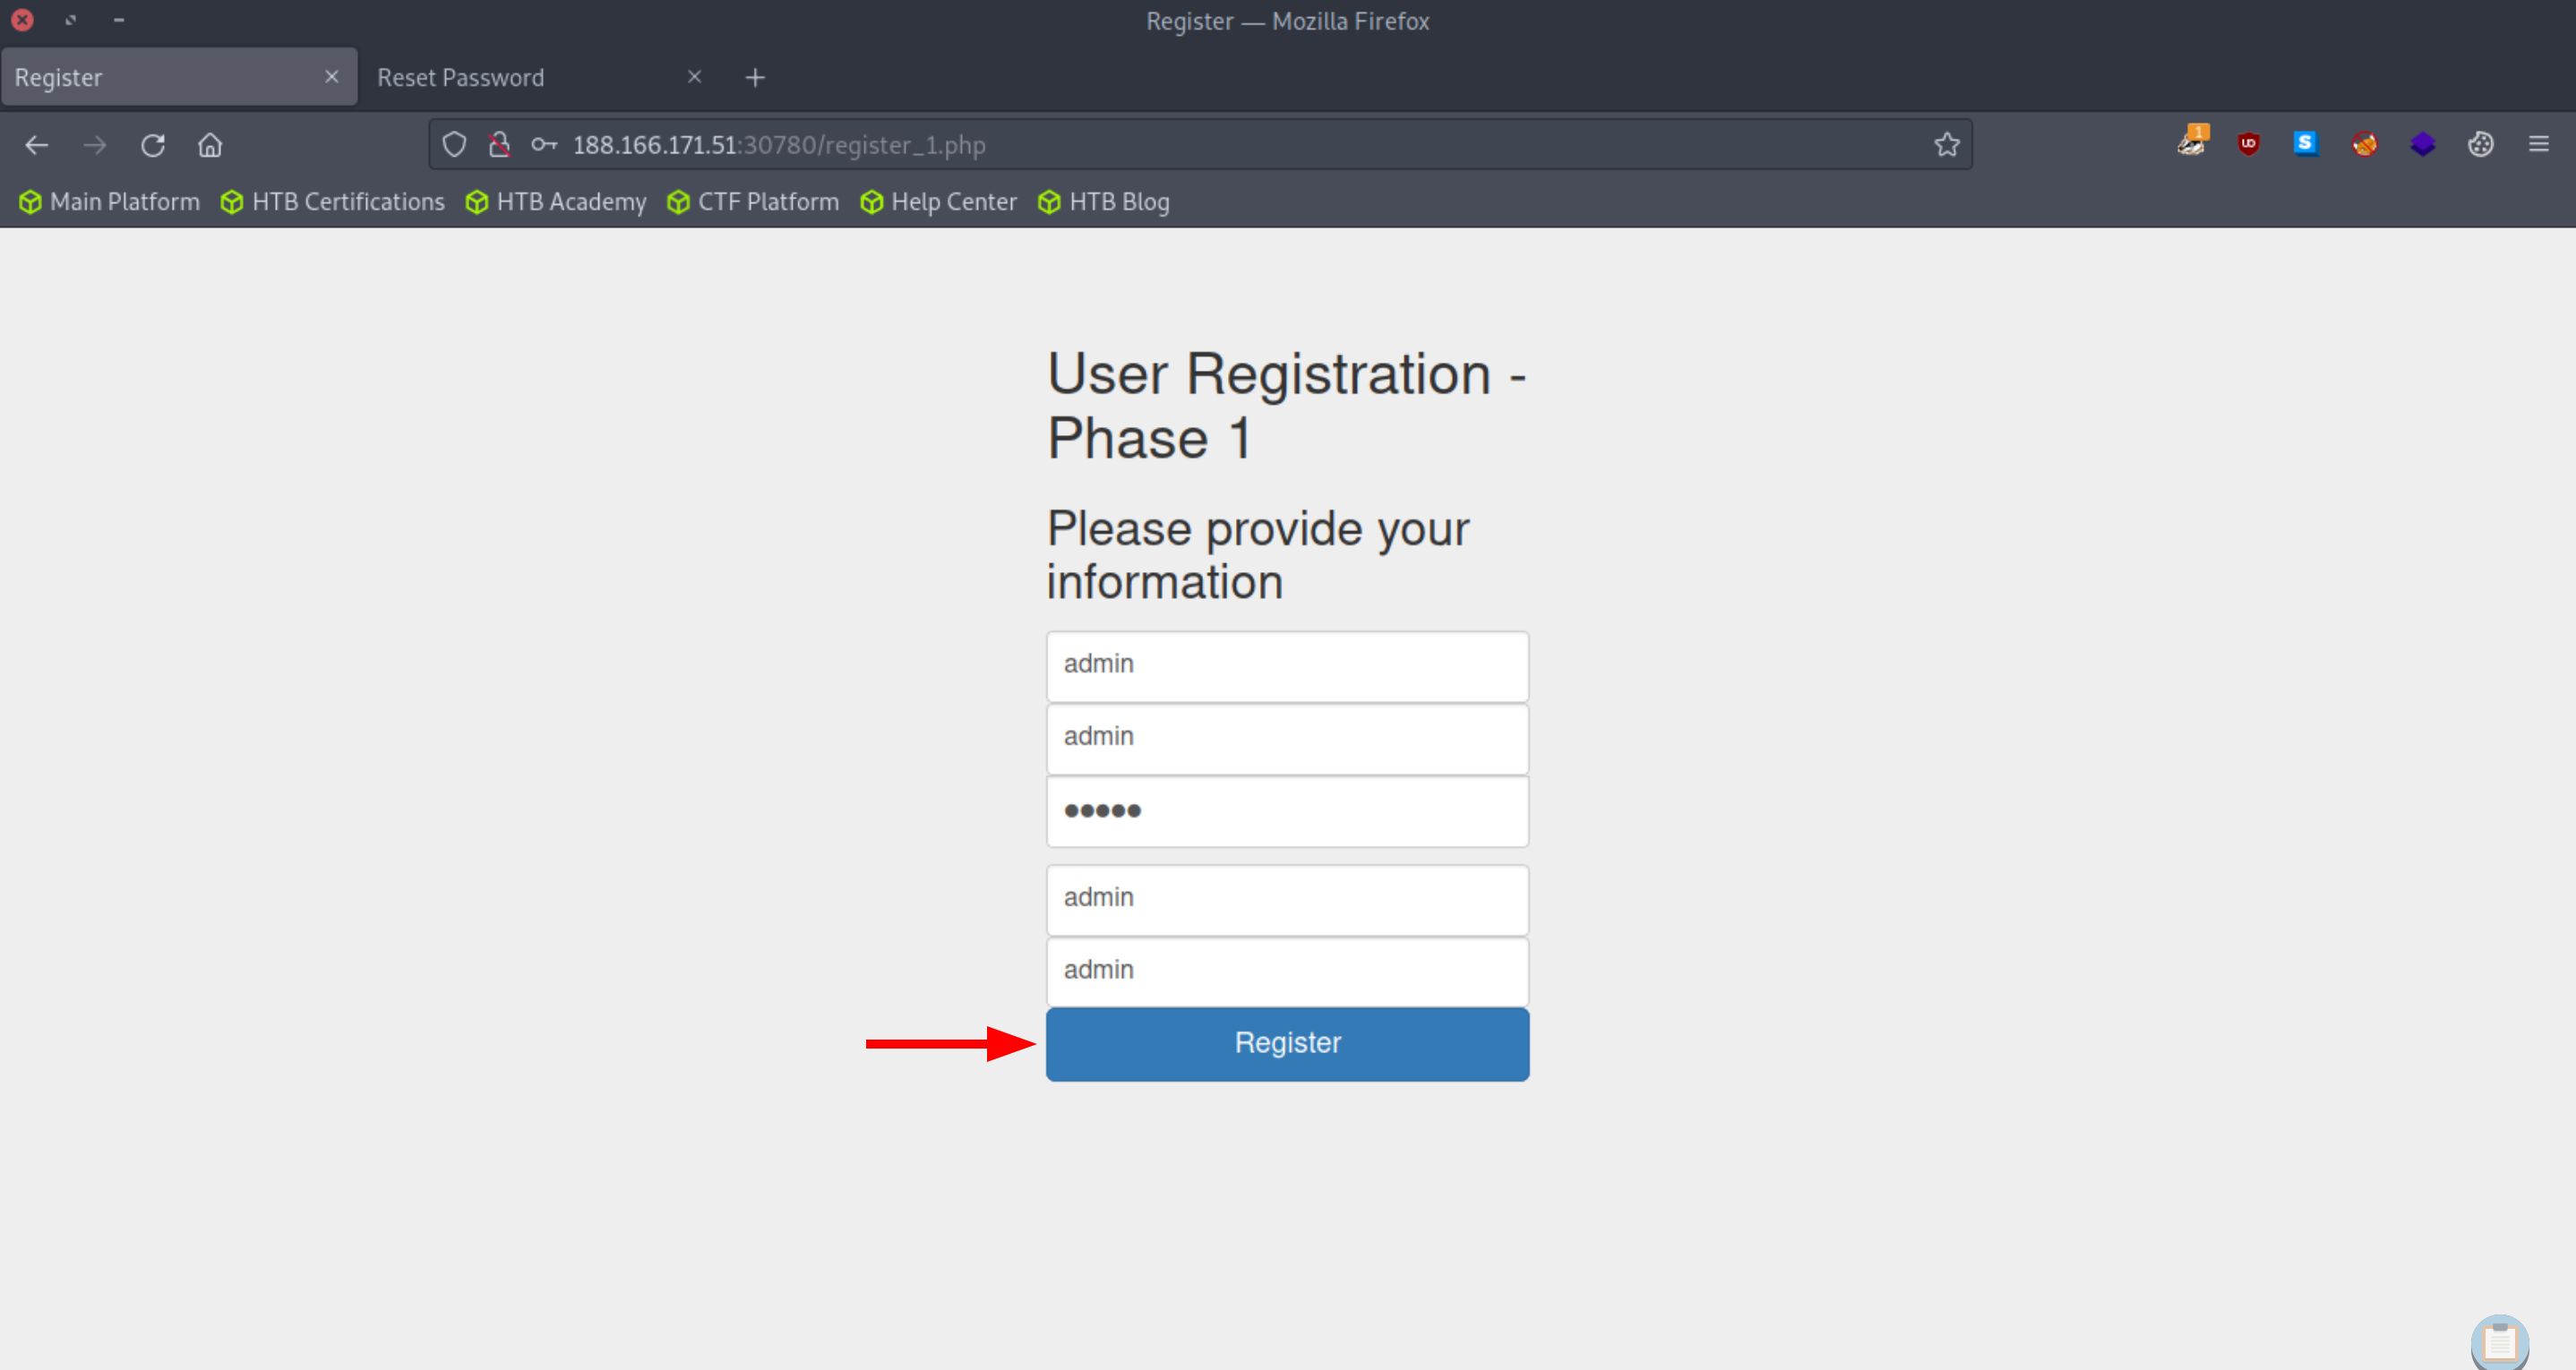 Register — Mozilla Firefox
Register
Reset Password
188.166.171.51:30780/register_1.php
1
UD
S
Main Platform
HTB Certifications
HTB Academy
CTF Platform
Help Center
HTB Blog
User Registration -
Phase 1
Please provide your
information
admin
admin
●●●●●
admin
admin
Register